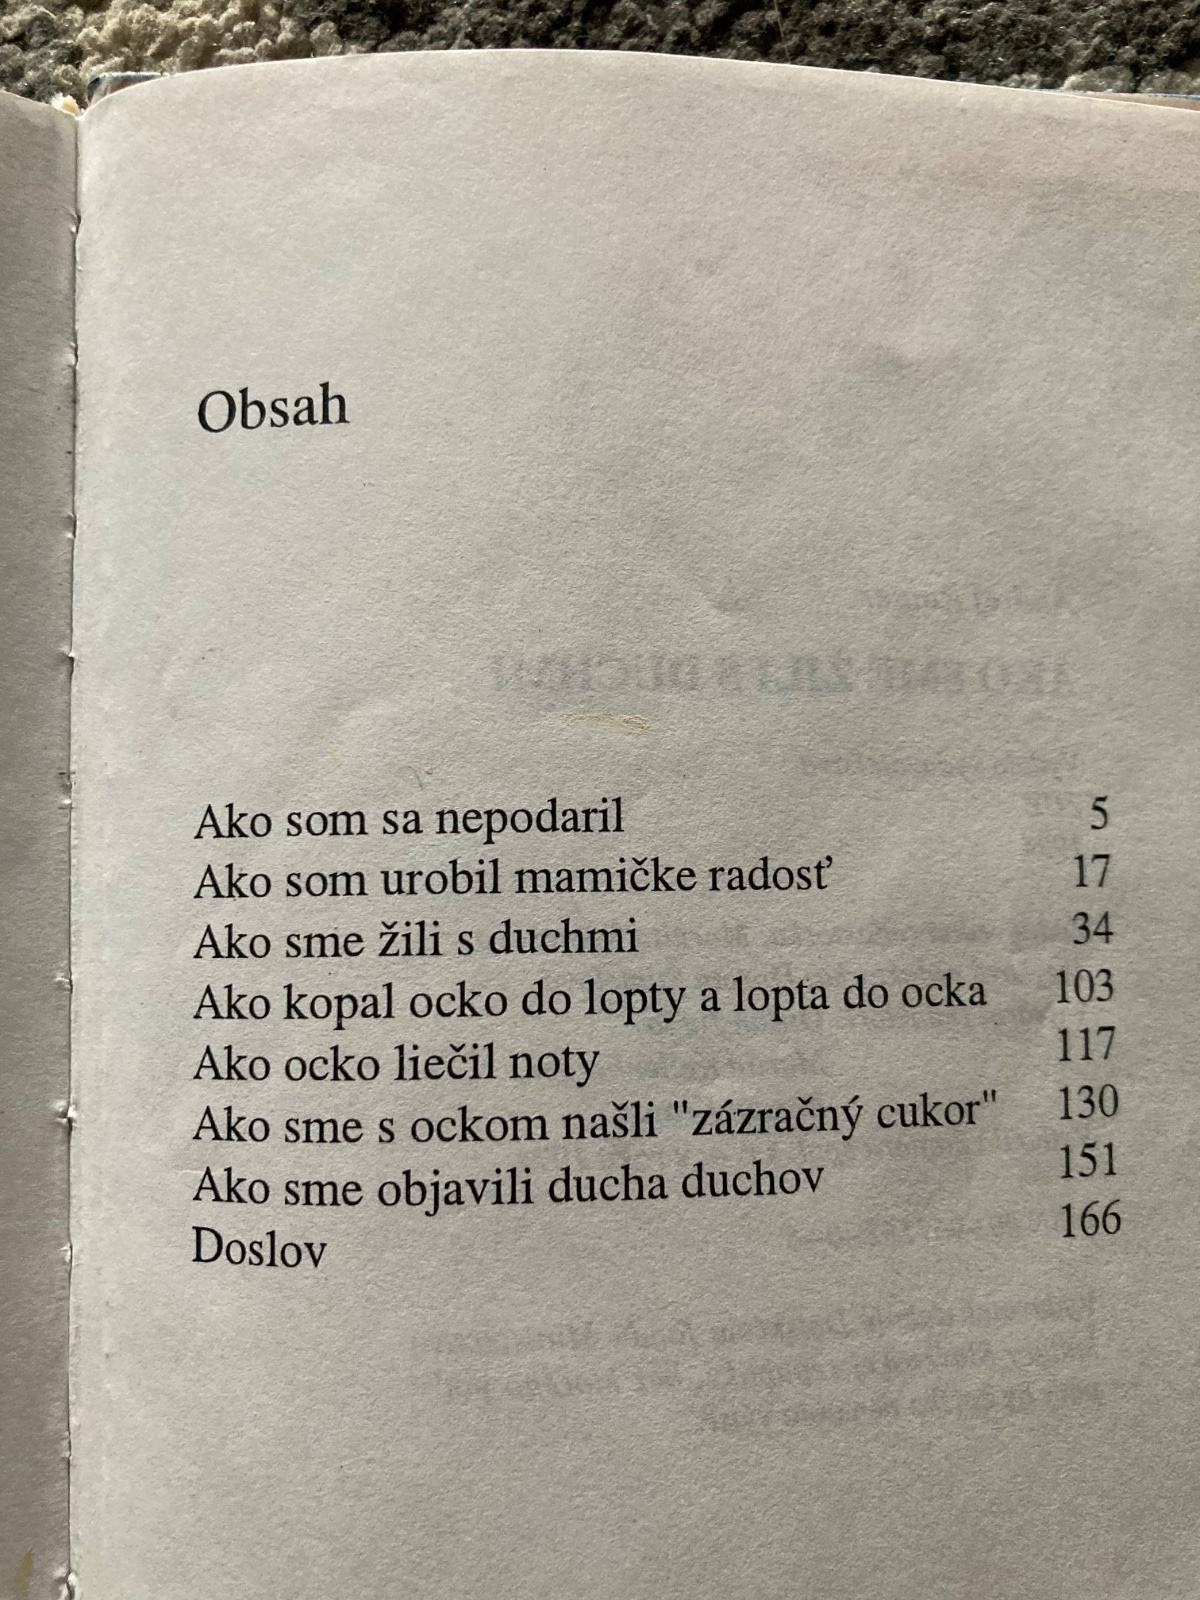 Obsah
Ako som sa nepodaril 5
Ako som urobil mamičke radosť 17
Ako sme žili s duchmi 34
Ako kopal ocko do lopty a lopta do ocka 103
Ako ocko liečil noty 117
Ako sme s ockom našli "zázračný cukor" 130
Ako sme objavili ducha duchov 151
Doslov 166